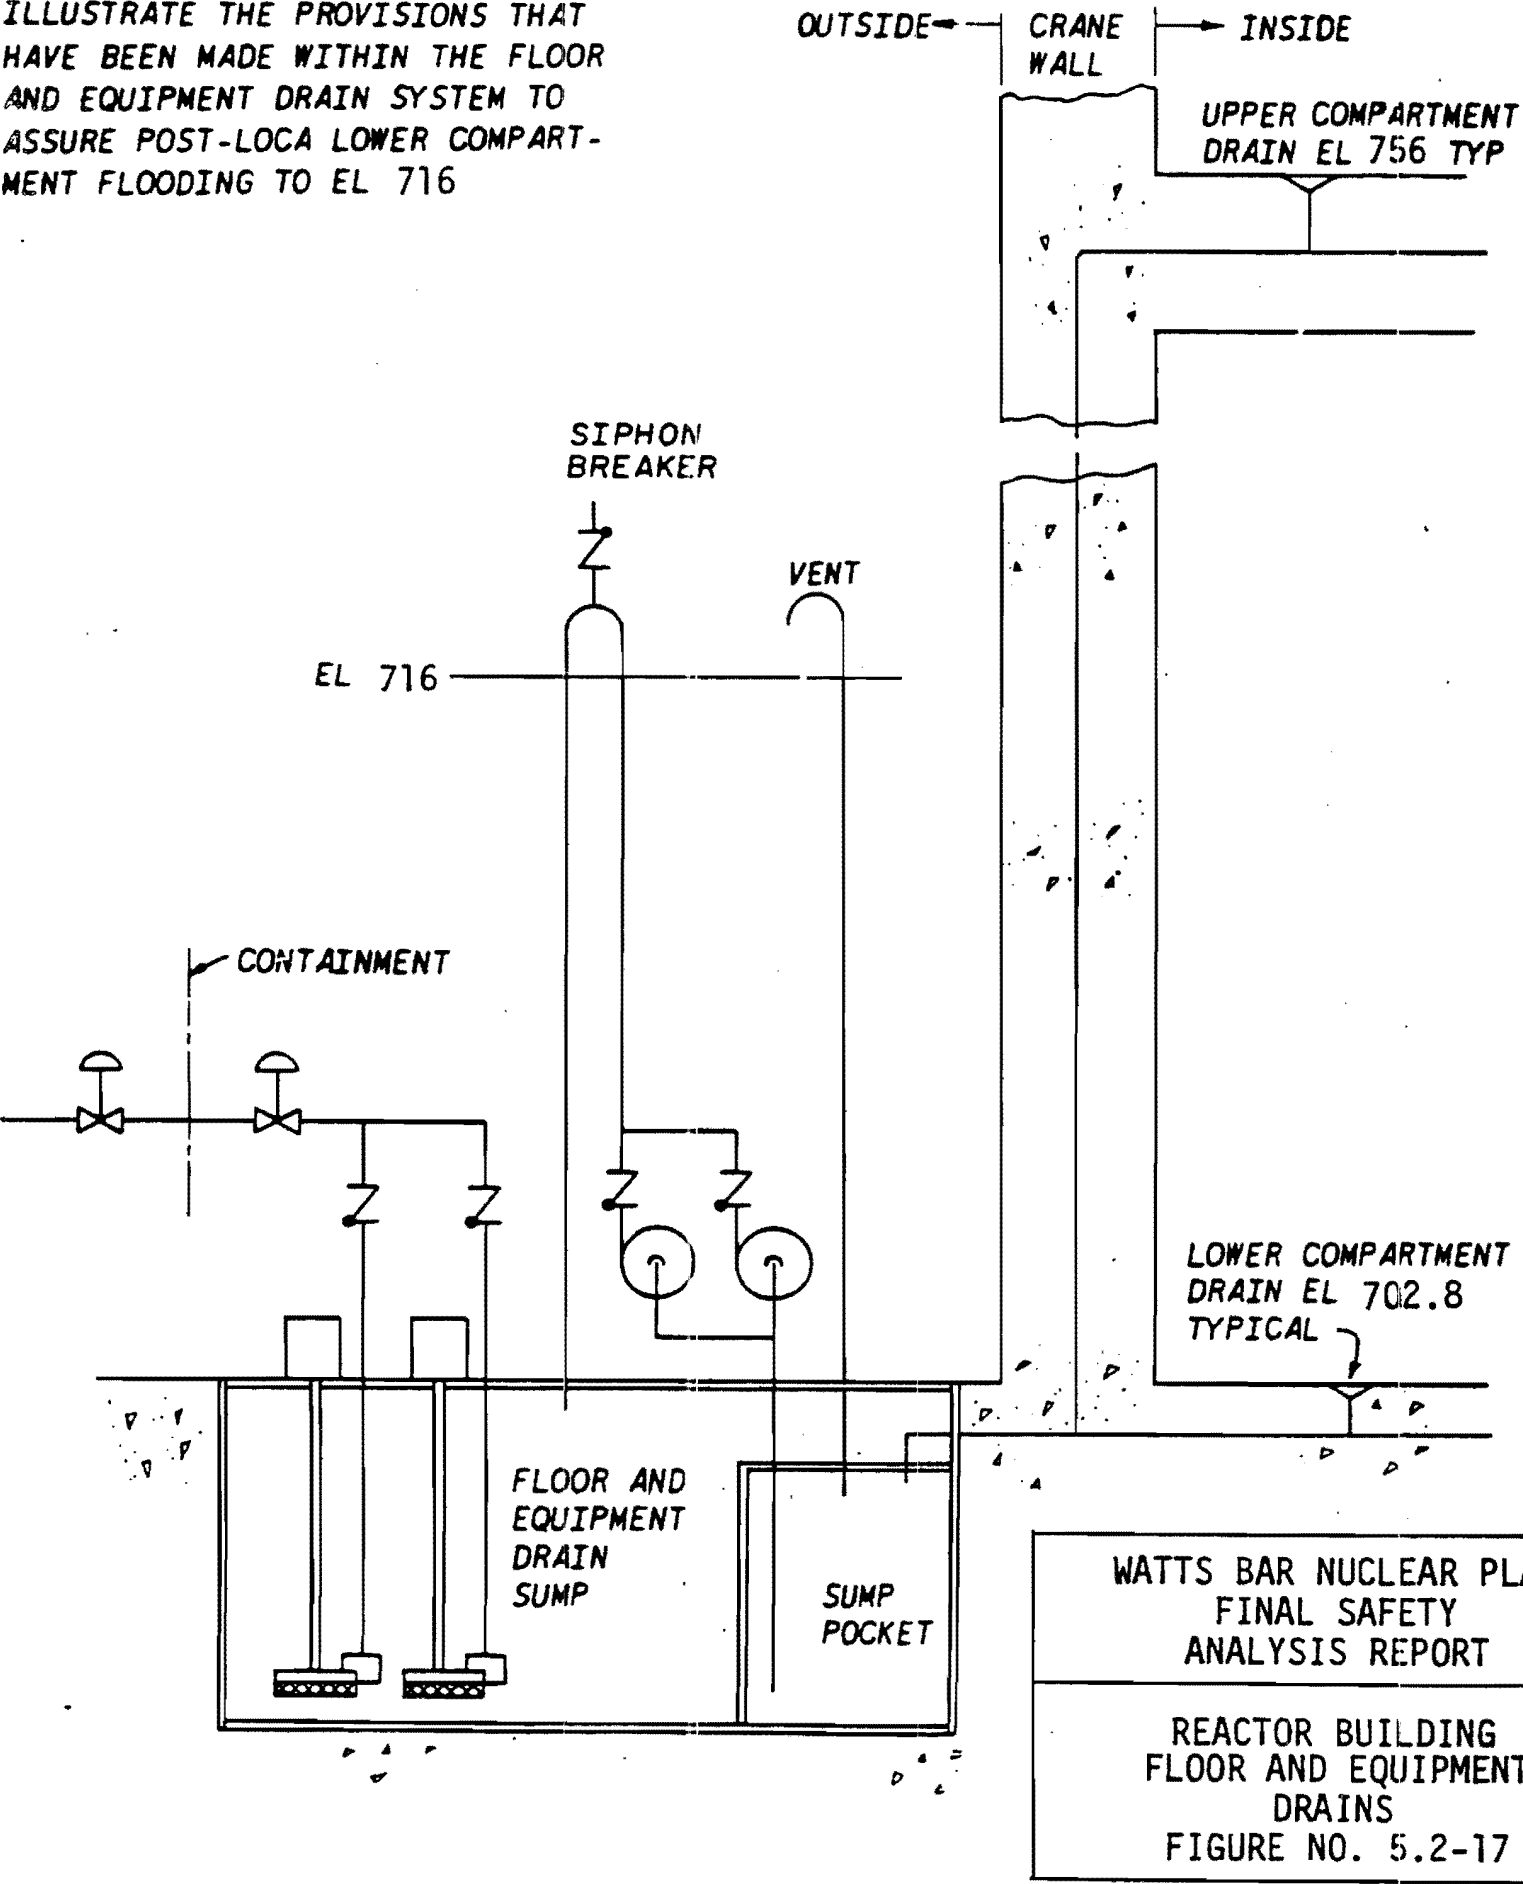 ILLUSTRATE THE PROVISIONS THAT
HAVE BEEN MADE WITHIN THE FLOOR
AND EQUIPMENT DRAIN SYSTEM TO
ASSURE POST-LOCA LOWER COMPART-
MENT FLOODING TO EL 716
OUTSIDE
CRANE
WALL
INSIDE
UPPER COMPARTMENT
DRAIN EL 756 TYP
SIPHON
BREAKER
VENT
EL 716
CONTAINMENT
LOWER COMPARTMENT
DRAIN EL 702.8
TYPICAL
FLOOR AND
EQUIPMENT
DRAIN
SUMP
SUMP
POCKET
WATTS BAR NUCLEAR PLA
FINAL SAFETY
ANALYSIS REPORT
REACTOR BUILDING
FLOOR AND EQUIPMENT
DRAINS
FIGURE NO. 5.2-17